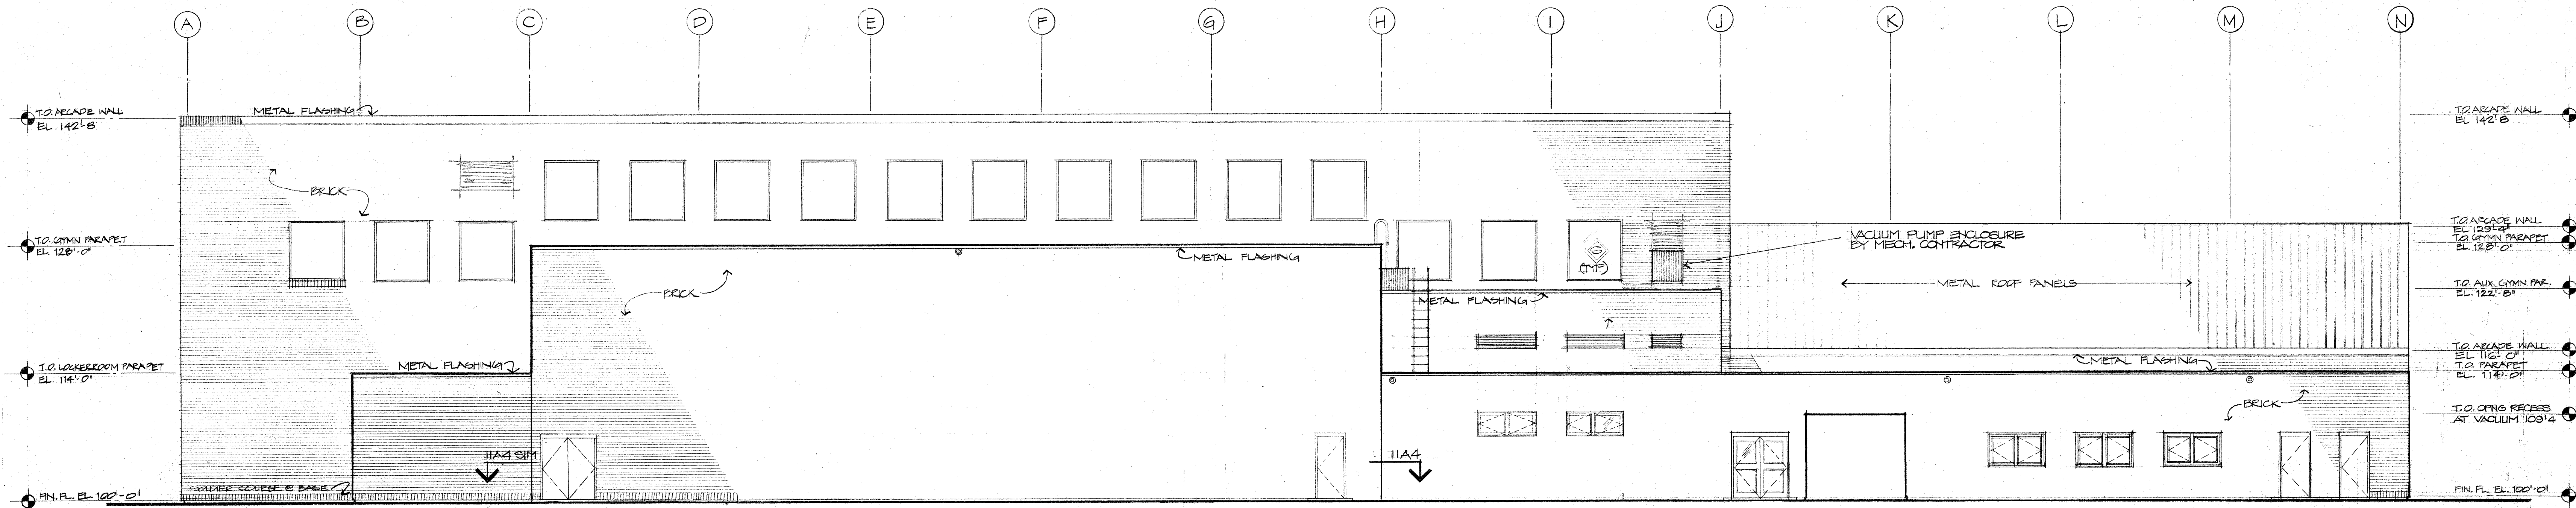 A B C D E F G H I J K L M N
T.O. ARCADE WALL
EL. 142'-8
METAL FLASHING
T.O. ARCADE WALL
EL 142'8
BRICK
T.O. GYMN PARAPET
EL. 128'-0"
METAL FLASHING
BRICK
(TYP)
METAL FLASHING
VACUUM PUMP ENCLOSURE
BY MECH. CONTRACTOR
METAL ROOF PANELS
T.O. ARCADE WALL
EL 129'-4"
T.O. GYMN PARAPET
EL. 128'-0"
T.O. AUX. GYMN PAR.
EL. 122'-8"
T.O. LOCKERROOM PARAPET
EL. 114'-0"
METAL FLASHING
METAL FLASHING
T.O. ARCADE WALL
EL 116'-0"
T.O. PARAPET
EL. 114'-0"
BRICK
T.O. OPNG RECESS
AT VACUUM 109'4
11A4 SIM
11A4
SOLDIER COURSE @ BASE
FIN. FL. EL. 100'-0"
FIN. FL. EL. 100'-0"